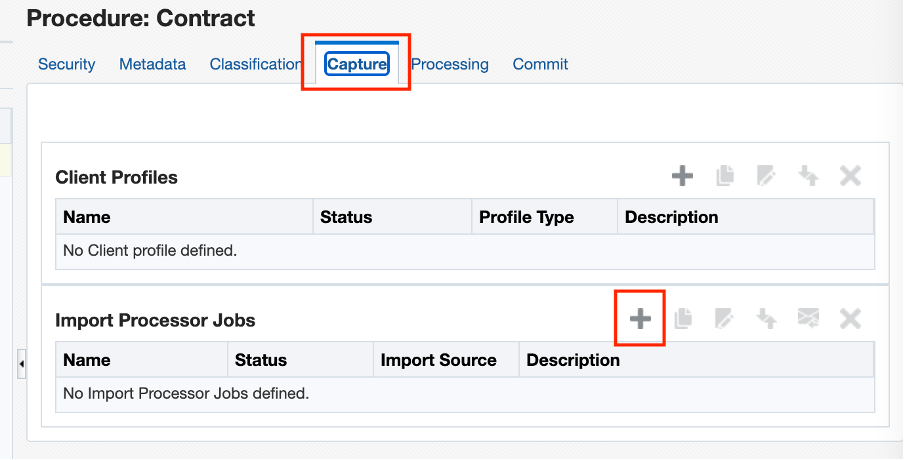 Procedure: Contract
Security Metadata Classification Capture Processing Commit
Client Profiles
Name Status Profile Type Description
No Client profile defined.
Import Processor Jobs
Name Status Import Source Description
No Import Processor Jobs defined.